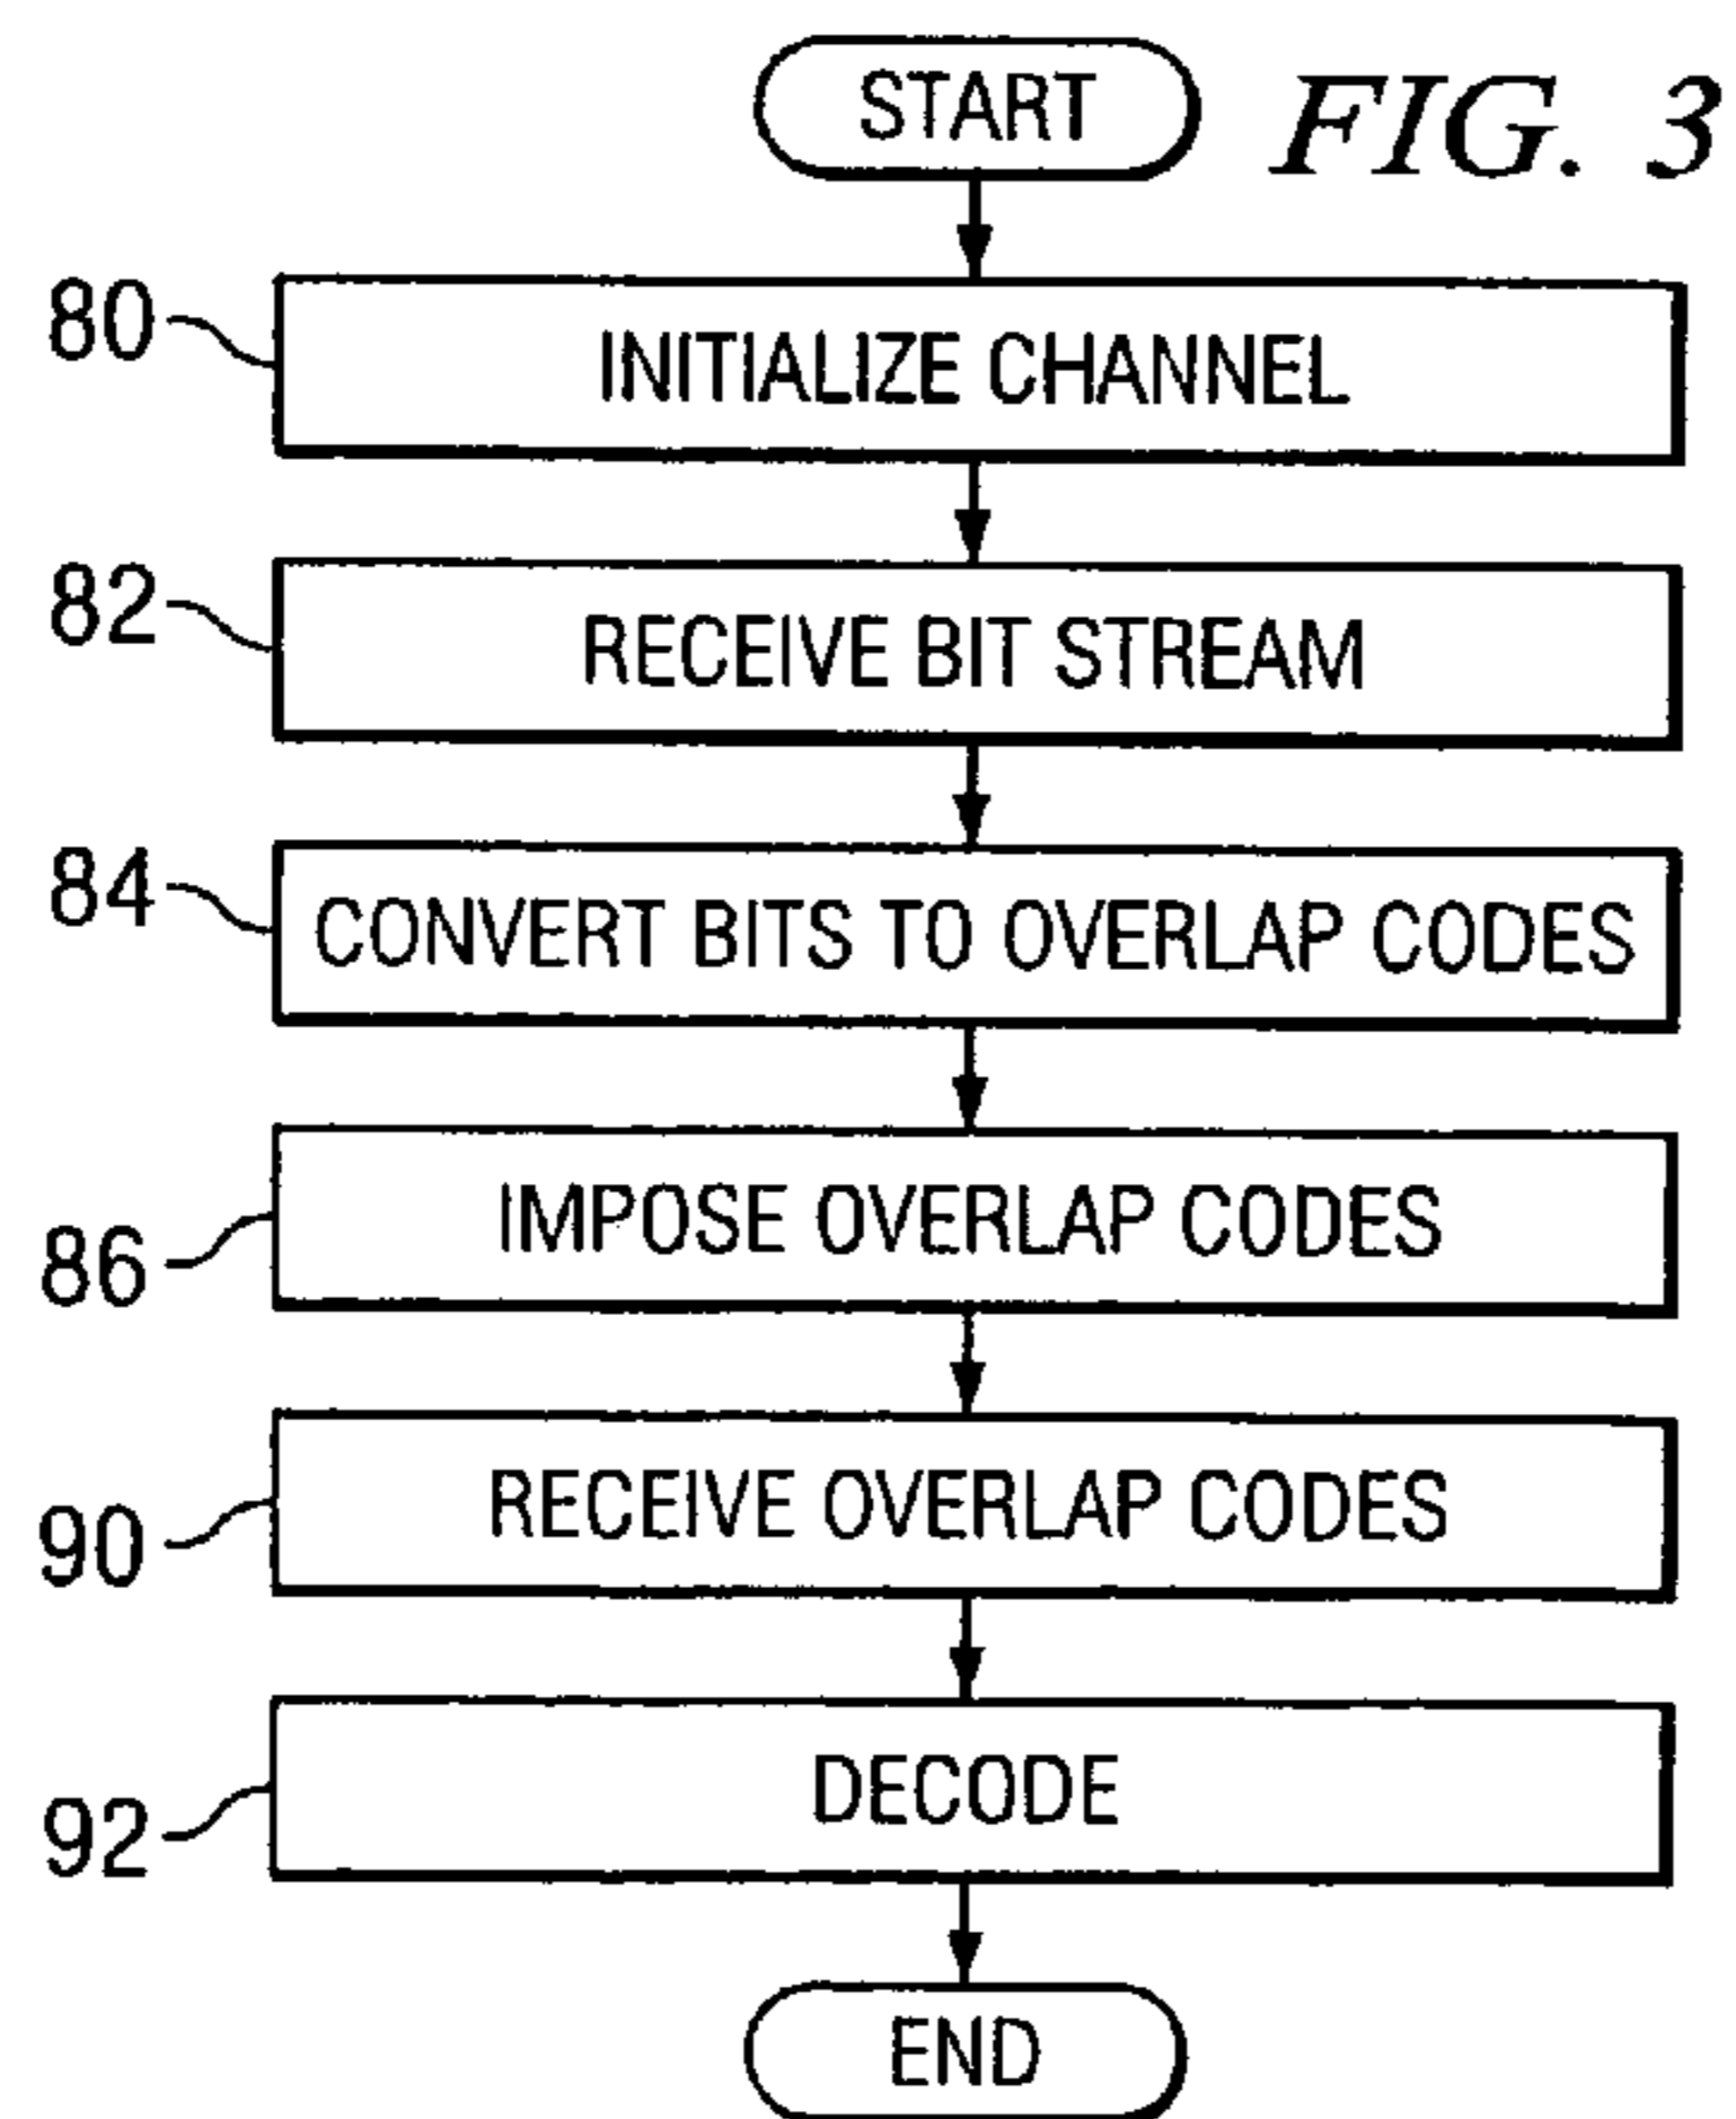 START
FIG. 3
80
INITIALIZE CHANNEL
82
RECEIVE BIT STREAM
84
CONVERT BITS TO OVERLAP CODES
86
IMPOSE OVERLAP CODES
90
RECEIVE OVERLAP CODES
92
DECODE
END